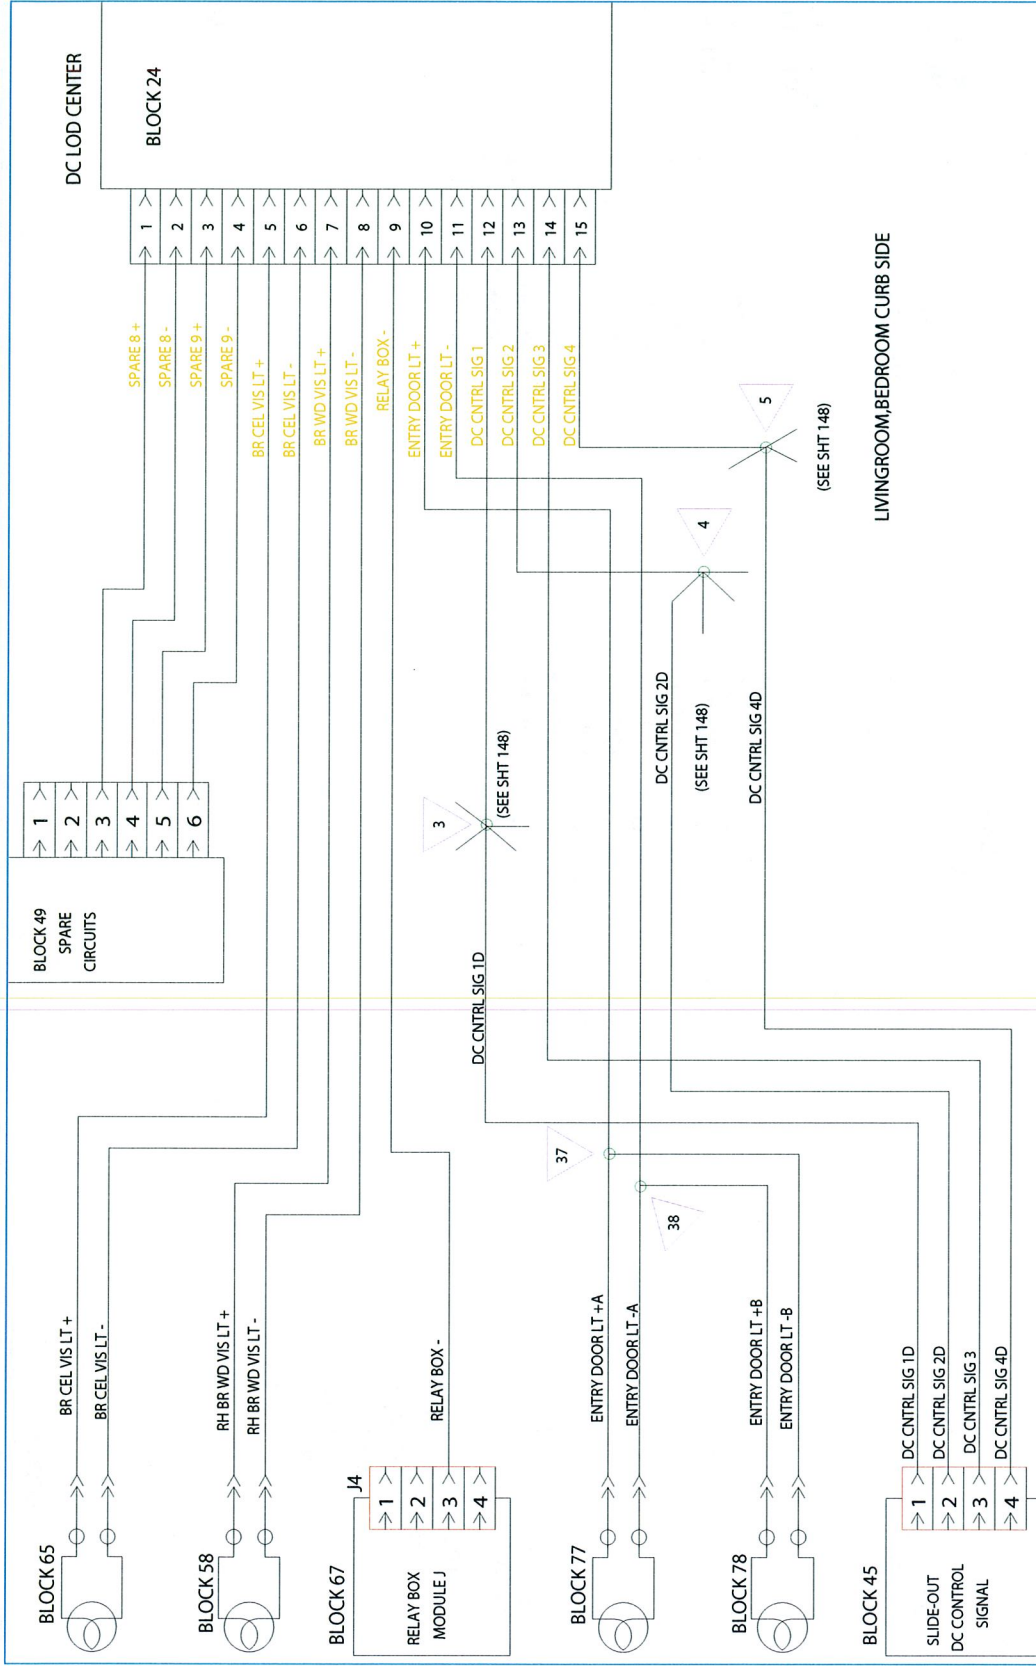 DC LOD CENTER
BLOCK 24
1
2
3
4
5
6
7
8
9
10
11
12
13
14
15
SPARE 8 +
SPARE 8 -
SPARE 9 +
SPARE 9 -
BR CEL VIS LT +
BR CEL VIS LT -
BR WD VIS LT +
BR WD VIS LT -
RELAY BOX -
ENTRY DOOR LT +
ENTRY DOOR LT -
DC CNTRL SIG 1
DC CNTRL SIG 2
DC CNTRL SIG 3
DC CNTRL SIG 4
BLOCK 49
SPARE
CIRCUITS
1
2
3
4
5
6
3
(SEE SHT 148)
4
(SEE SHT 148)
5
(SEE SHT 148)
DC CNTRL SIG 1D
DC CNTRL SIG 2D
DC CNTRL SIG 4D
LIVINGROOM,BEDROOM CURB SIDE
37
38
BLOCK 65
BR CEL VIS LT +
BR CEL VIS LT -
BLOCK 58
RH BR WD VIS LT +
RH BR WD VIS LT -
BLOCK 67
RELAY BOX
MODULE J
J4
1
2
3
4
RELAY BOX -
BLOCK 77
ENTRY DOOR LT +A
ENTRY DOOR LT -A
BLOCK 78
ENTRY DOOR LT +B
ENTRY DOOR LT -B
BLOCK 45
SLIDE-OUT
DC CONTROL
SIGNAL
1
2
3
4
DC CNTRL SIG 1D
DC CNTRL SIG 2D
DC CNTRL SIG 3
DC CNTRL SIG 4D